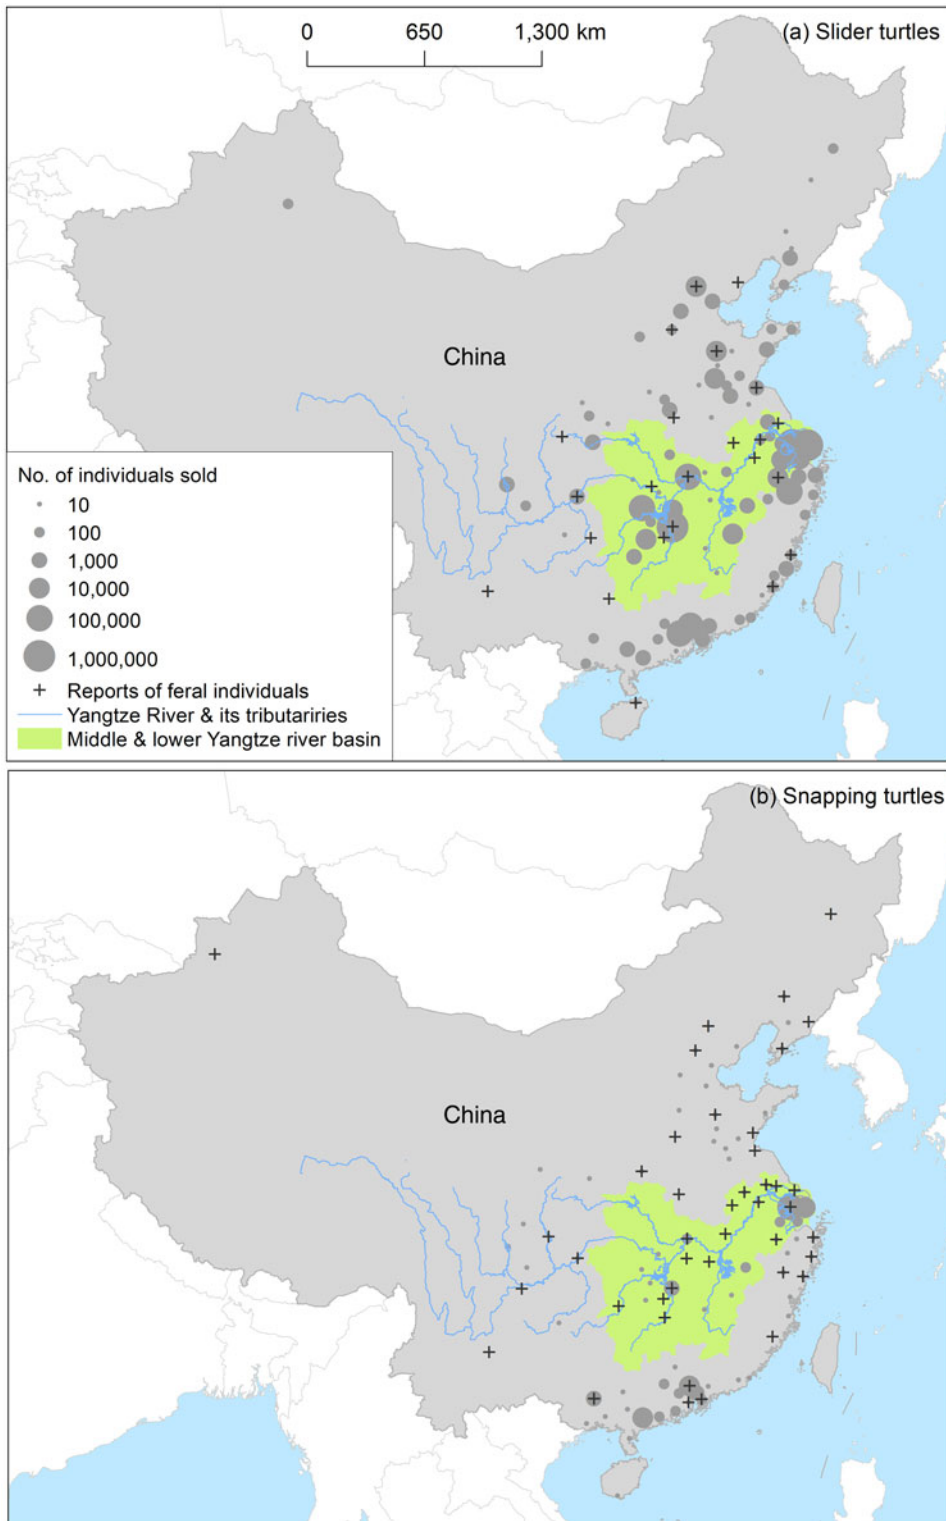 0 650 1,300 km
(a) Slider turtles
China
No. of individuals sold
10
100
1,000
10,000
100,000
1,000,000
Reports of feral individuals
Yangtze River & its tributariries
Middle & lower Yangtze river basin
(b) Snapping turtles
China